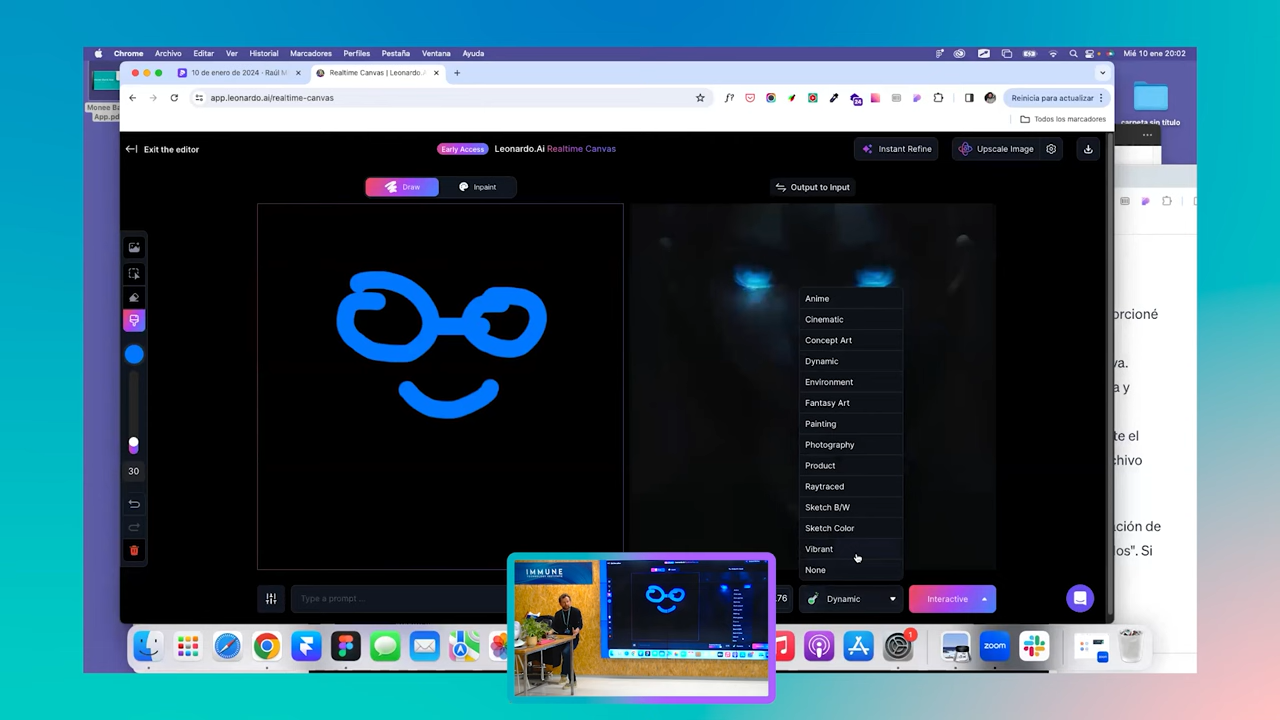 Chrome Archivo Editar Ver Historial Marcadores Perfiles Pestaña Ventana Ayuda Mié 10 ene 20:02
10 de enero de 2024 · Raúl M
Realtime Canvas | Leonardo.A
app.leonardo.ai/realtime-canvas
f?
24
Reinicia para actualizar
Todos los marcadores
Monee Ba
App.pd
carpeta sin título
Exit the editor
Early Access
Leonardo.Ai Realtime Canvas
Instant Refine
Upscale Image
Draw
Inpaint
Output to Input
Anime
Cinematic
Concept Art
Dynamic
Environment
Fantasy Art
Painting
Photography
Product
Raytraced
Sketch B/W
Sketch Color
Vibrant
None
30
Type a prompt ...
.76
Dynamic
Interactive
orcioné
va.
a y
te el
chivo
ación de
dos". Si
IMMUNE
1
zoom